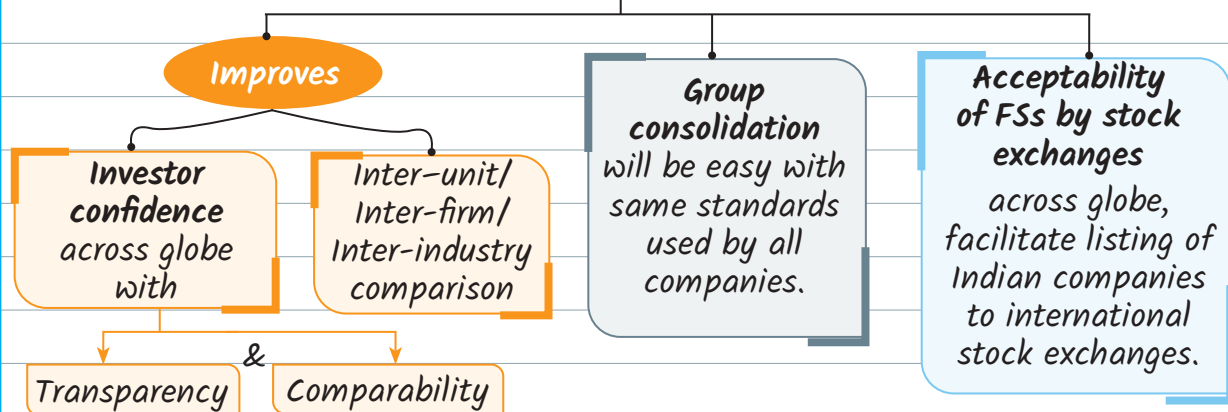 Improves
Investor
confidence
across globe
with
&
Transparency
Comparability
Inter-unit/
Inter-firm/
Inter-industry
comparison
Group
consolidation
will be easy with
same standards
used by all
companies.
Acceptability
of FSs by stock
exchanges
across globe,
facilitate listing of
Indian companies
to international
stock exchanges.